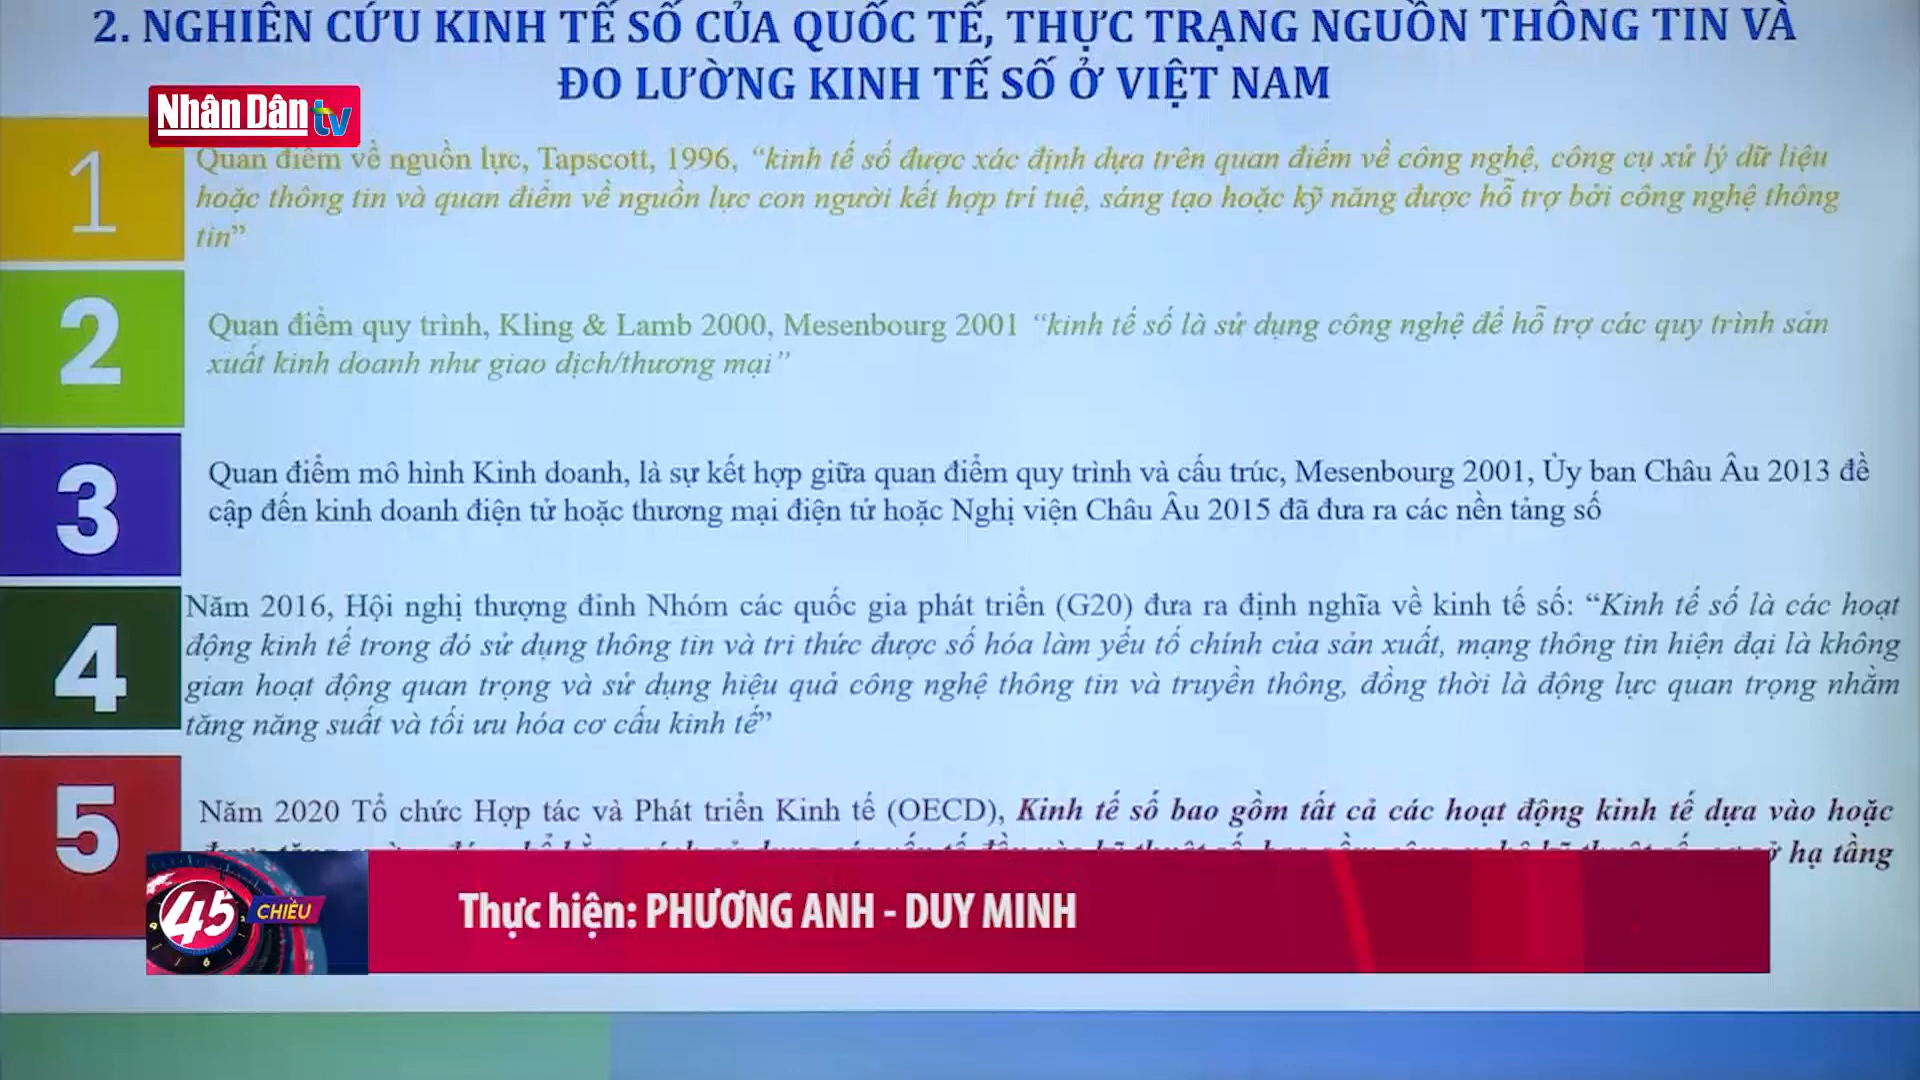 2. NGHIÊN CỨU KINH TẾ SỐ CỦA QUỐC TẾ, THỰC TRẠNG NGUỒN THÔNG TIN VÀ
ĐO LƯỜNG KINH TẾ SỐ Ở VIỆT NAM
Nhân Dân tv
1
Quan điểm về nguồn lực, Tapscott, 1996, “kinh tế số được xác định dựa trên quan điểm về công nghệ, công cụ xử lý dữ liệu
hoặc thông tin và quan điểm về nguồn lực con người kết hợp trí tuệ, sáng tạo hoặc kỹ năng được hỗ trợ bởi công nghệ thông
tin”
2
Quan điểm quy trình, Kling & Lamb 2000, Mesenbourg 2001 “kinh tế số là sử dụng công nghệ để hỗ trợ các quy trình sản
xuất kinh doanh như giao dịch/thương mại”
3
Quan điểm mô hình Kinh doanh, là sự kết hợp giữa quan điểm quy trình và cấu trúc, Mesenbourg 2001, Ủy ban Châu Âu 2013 đề
cập đến kinh doanh điện tử hoặc thương mại điện tử hoặc Nghị viện Châu Âu 2015 đã đưa ra các nền tảng số
4
Năm 2016, Hội nghị thượng đỉnh Nhóm các quốc gia phát triển (G20) đưa ra định nghĩa về kinh tế số: “Kinh tế số là các hoạt
động kinh tế trong đó sử dụng thông tin và tri thức được số hóa làm yếu tố chính của sản xuất, mạng thông tin hiện đại là không
gian hoạt động quan trọng và sử dụng hiệu quả công nghệ thông tin và truyền thông, đồng thời là động lực quan trọng nhằm
tăng năng suất và tối ưu hóa cơ cấu kinh tế”
5
Năm 2020 Tổ chức Hợp tác và Phát triển Kinh tế (OECD), Kinh tế số bao gồm tất cả các hoạt động kinh tế dựa vào hoặc
hạ tầng
45 CHIỀU
Thực hiện: PHƯƠNG ANH - DUY MINH